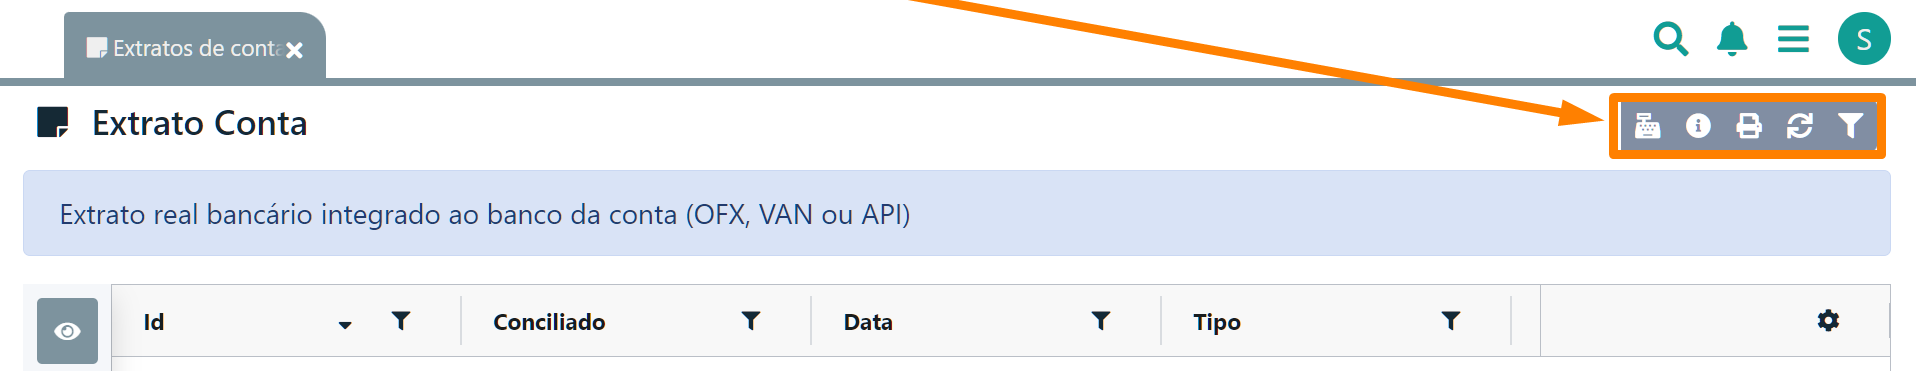 Extratos de conta
S
Extrato Conta
Extrato real bancário integrado ao banco da conta (OFX, VAN ou API)
Id Conciliado Data Tipo